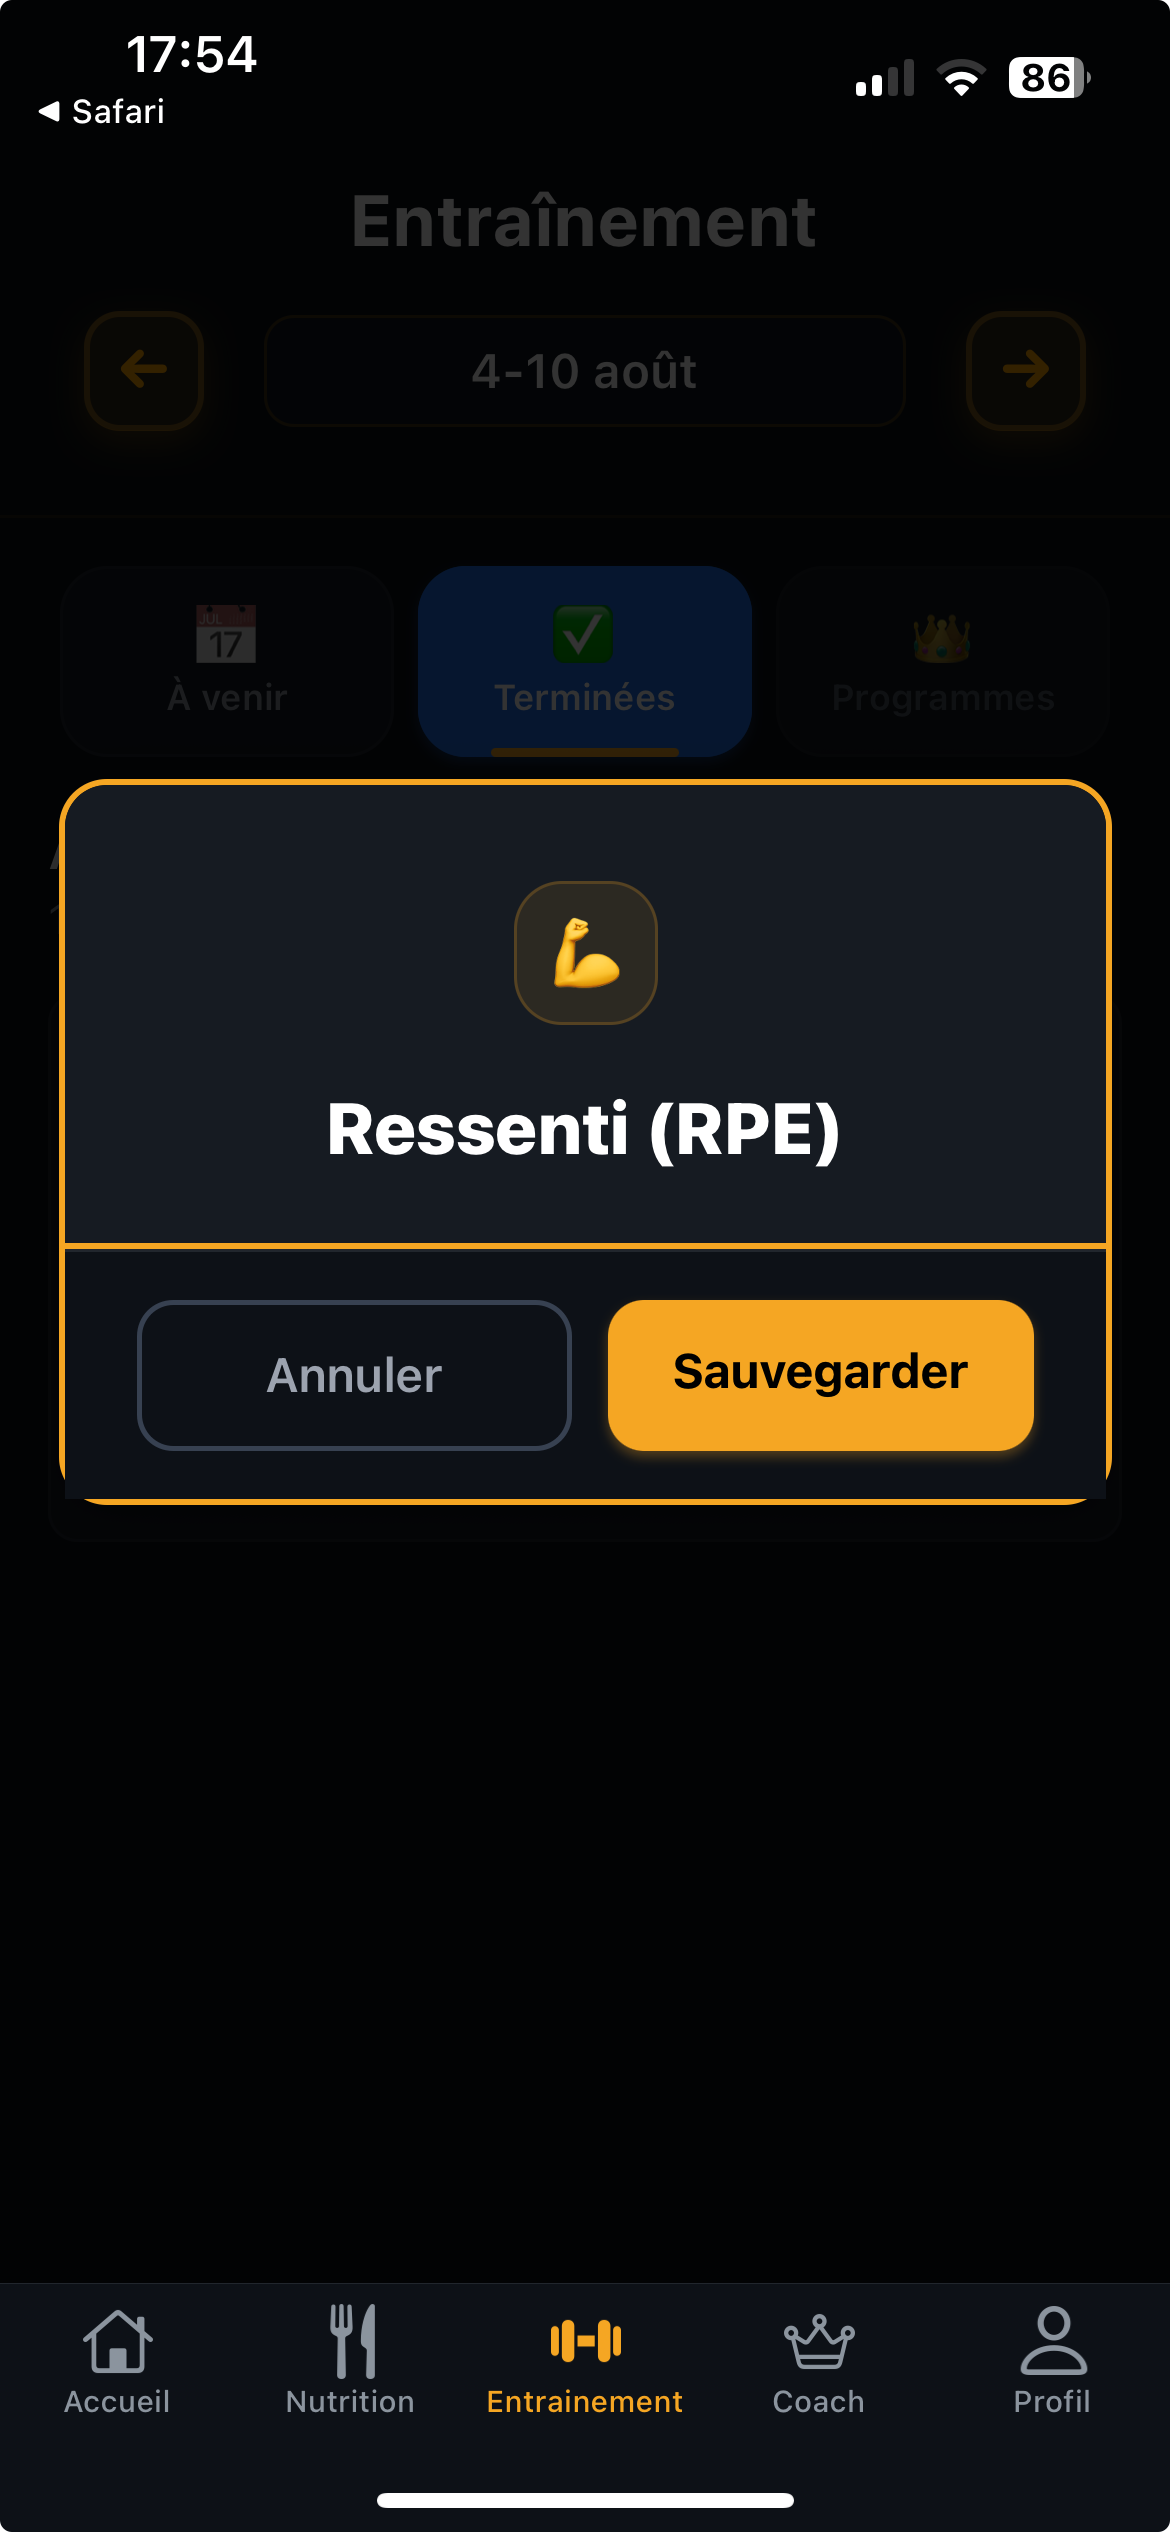 17:54
Safari
86
Entraînement
4-10 août
JUL
17
À venir
Terminées
Programmes
Ressenti (RPE)
Annuler
Sauvegarder
Accueil
Nutrition
Entrainement
Coach
Profil